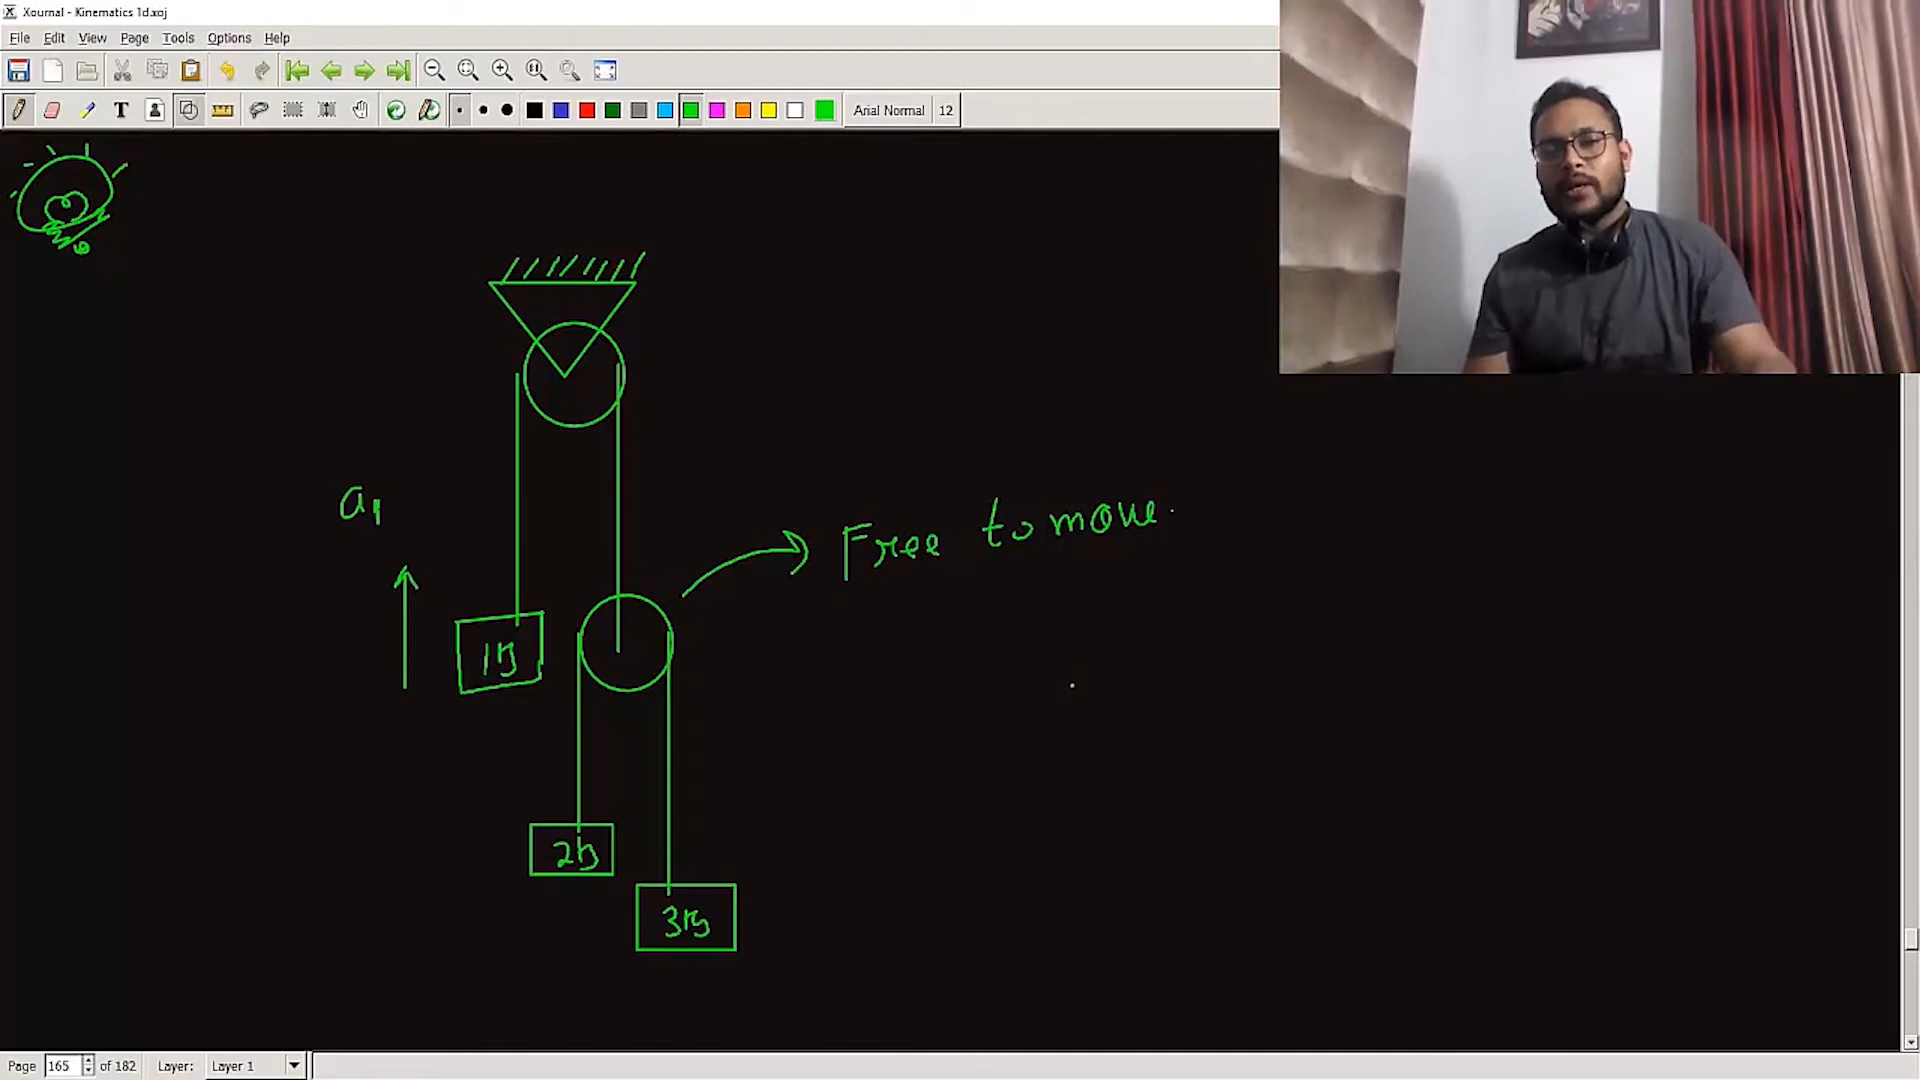 Xournal - Kinematics 1d.xoj
File Edit View Page Tools Options Help
T Arial Normal 12
a1
Free to move.
1kg
2kg
3kg
Page 165 of 182 Layer: Layer 1